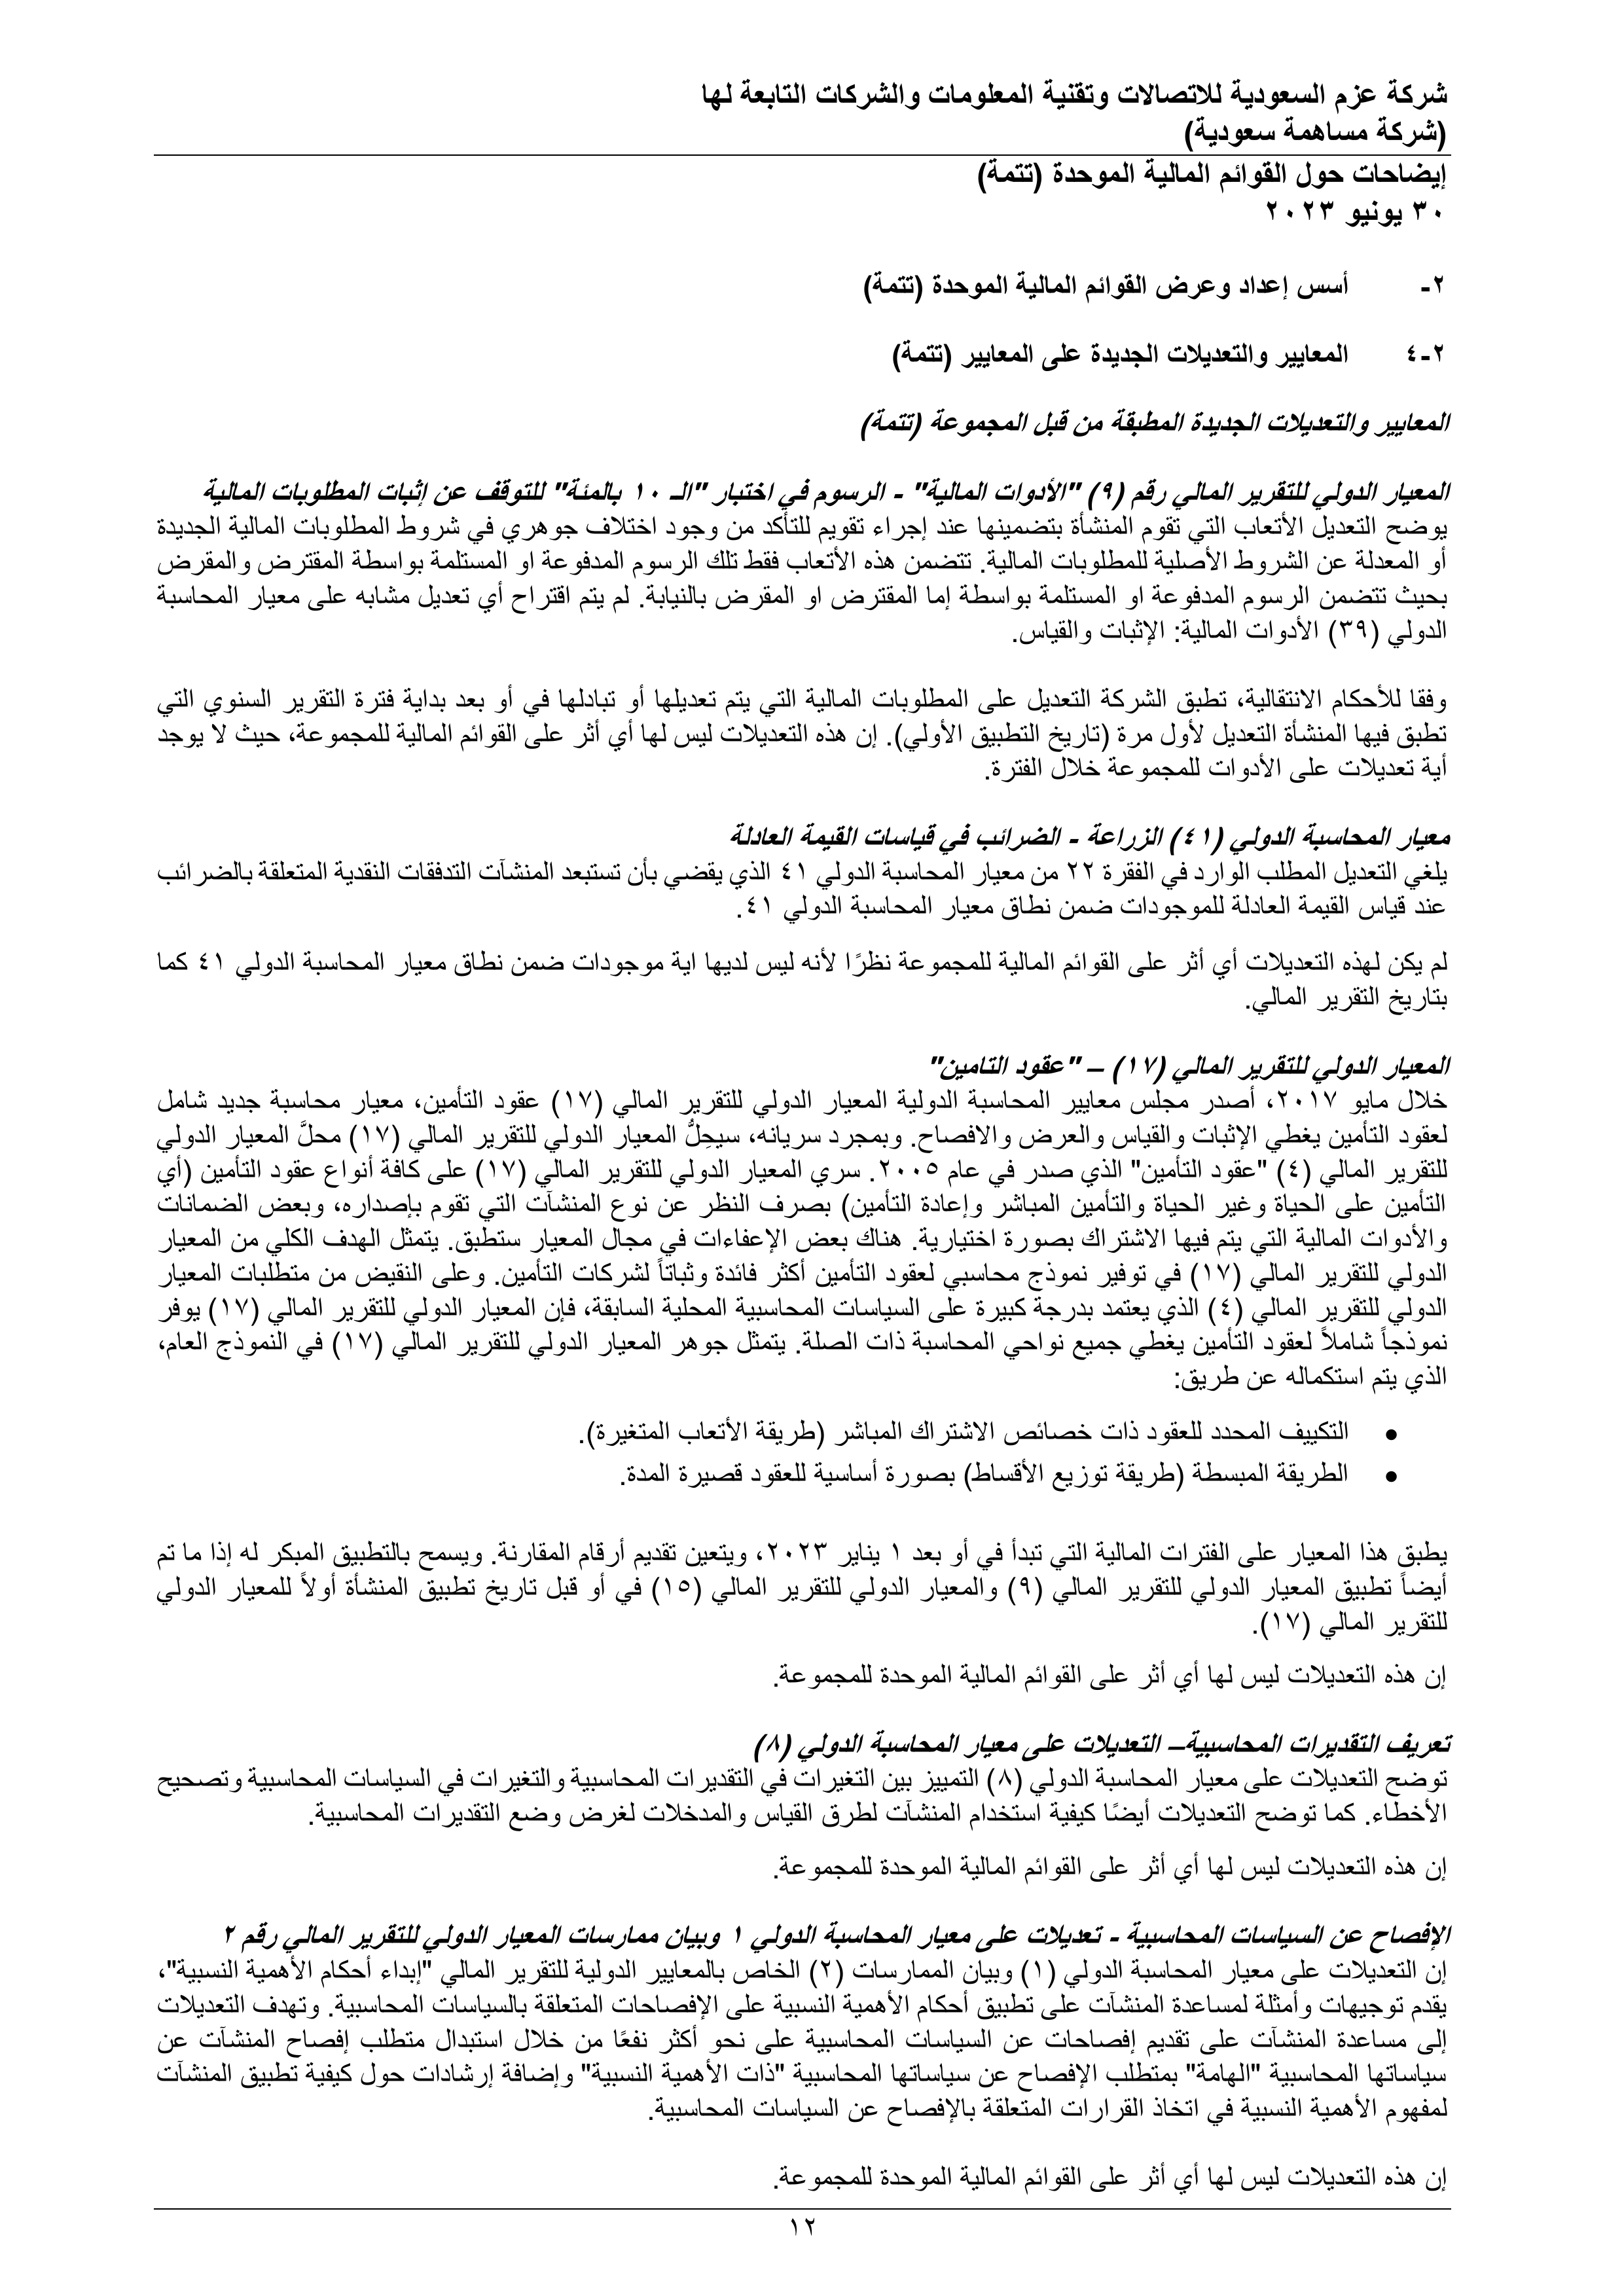 شركة عزم السعودية للاتصالات وتقنية المعلومات والشركات التابعة لها
(شركة مساهمة سعودية)
إيضاحات حول القوائم المالية الموحدة (تتمة)
٣٠ يونيو ٢٠٢٣
٢- أسس إعداد وعرض القوائم المالية الموحدة (تتمة)
٢-٤ المعايير والتعديلات الجديدة على المعايير (تتمة)
المعايير والتعديلات الجديدة المطبقة من قبل المجموعة (تتمة)
المعيار الدولي للتقرير المالي رقم (٩) "الأدوات المالية" - الرسوم في اختبار "الـ ١٠ بالمئة" للتوقف عن إثبات المطلوبات المالية
يوضح التعديل الأتعاب التي تقوم المنشأة بتضمينها عند إجراء تقويم للتأكد من وجود اختلاف جوهري في شروط المطلوبات المالية الجديدة
أو المعدلة عن الشروط الأصلية للمطلوبات المالية. تتضمن هذه الأتعاب فقط تلك الرسوم المدفوعة او المستلمة بواسطة المقترض والمقرض
بحيث تتضمن الرسوم المدفوعة او المستلمة بواسطة إما المقترض او المقرض بالنيابة. لم يتم اقتراح أي تعديل مشابه على معيار المحاسبة
الدولي (٣٩) الأدوات المالية: الإثبات والقياس.
وفقا للأحكام الانتقالية، تطبق الشركة التعديل على المطلوبات المالية التي يتم تعديلها أو تبادلها في أو بعد بداية فترة التقرير السنوي التي
تطبق فيها المنشأة التعديل لأول مرة (تاريخ التطبيق الأولي). إن هذه التعديلات ليس لها أي أثر على القوائم المالية للمجموعة، حيث لا يوجد
أية تعديلات على الأدوات للمجموعة خلال الفترة.
معيار المحاسبة الدولي (٤١) الزراعة - الضرائب في قياسات القيمة العادلة
يلغي التعديل المطلب الوارد في الفقرة ٢٢ من معيار المحاسبة الدولي ٤١ الذي يقضي بأن تستبعد المنشآت التدفقات النقدية المتعلقة بالضرائب
عند قياس القيمة العادلة للموجودات ضمن نطاق معيار المحاسبة الدولي ٤١.
لم يكن لهذه التعديلات أي أثر على القوائم المالية للمجموعة نظرًا لأنه ليس لديها اية موجودات ضمن نطاق معيار المحاسبة الدولي ٤١ كما
بتاريخ التقرير المالي.
المعيار الدولي للتقرير المالي (١٧) – "عقود التامين"
خلال مايو ٢٠١٧، أصدر مجلس معايير المحاسبة الدولية المعيار الدولي للتقرير المالي (١٧) عقود التأمين، معيار محاسبة جديد شامل
لعقود التأمين يغطي الإثبات والقياس والعرض والافصاح. وبمجرد سريانه، سيحِلُّ المعيار الدولي للتقرير المالي (١٧) محلَّ المعيار الدولي
للتقرير المالي (٤) "عقود التأمين" الذي صدر في عام ٢٠٠٥. سري المعيار الدولي للتقرير المالي (١٧) على كافة أنواع عقود التأمين (أي
التأمين على الحياة وغير الحياة والتأمين المباشر وإعادة التأمين) بصرف النظر عن نوع المنشآت التي تقوم بإصداره، وبعض الضمانات
والأدوات المالية التي يتم فيها الاشتراك بصورة اختيارية. هناك بعض الإعفاءات في مجال المعيار ستطبق. يتمثل الهدف الكلي من المعيار
الدولي للتقرير المالي (١٧) في توفير نموذج محاسبي لعقود التأمين أكثر فائدة وثباتاً لشركات التأمين. وعلى النقيض من متطلبات المعيار
الدولي للتقرير المالي (٤) الذي يعتمد بدرجة كبيرة على السياسات المحاسبية المحلية السابقة، فإن المعيار الدولي للتقرير المالي (١٧) يوفر
نموذجاً شاملاً لعقود التأمين يغطي جميع نواحي المحاسبة ذات الصلة. يتمثل جوهر المعيار الدولي للتقرير المالي (١٧) في النموذج العام،
الذي يتم استكماله عن طريق:
• التكييف المحدد للعقود ذات خصائص الاشتراك المباشر (طريقة الأتعاب المتغيرة).
• الطريقة المبسطة (طريقة توزيع الأقساط) بصورة أساسية للعقود قصيرة المدة.
يطبق هذا المعيار على الفترات المالية التي تبدأ في أو بعد ١ يناير ٢٠٢٣، ويتعين تقديم أرقام المقارنة. ويسمح بالتطبيق المبكر له إذا ما تم
أيضاً تطبيق المعيار الدولي للتقرير المالي (٩) والمعيار الدولي للتقرير المالي (١٥) في أو قبل تاريخ تطبيق المنشأة أولاً للمعيار الدولي
للتقرير المالي (١٧).
إن هذه التعديلات ليس لها أي أثر على القوائم المالية الموحدة للمجموعة.
تعريف التقديرات المحاسبية– التعديلات على معيار المحاسبة الدولي (٨)
توضح التعديلات على معيار المحاسبة الدولي (٨) التمييز بين التغيرات في التقديرات المحاسبية والتغيرات في السياسات المحاسبية وتصحيح
الأخطاء. كما توضح التعديلات أيضًا كيفية استخدام المنشآت لطرق القياس والمدخلات لغرض وضع التقديرات المحاسبية.
إن هذه التعديلات ليس لها أي أثر على القوائم المالية الموحدة للمجموعة.
الإفصاح عن السياسات المحاسبية - تعديلات على معيار المحاسبة الدولي ١ وبيان ممارسات المعيار الدولي للتقرير المالي رقم ٢
إن التعديلات على معيار المحاسبة الدولي (١) وبيان الممارسات (٢) الخاص بالمعايير الدولية للتقرير المالي "إبداء أحكام الأهمية النسبية"،
يقدم توجيهات وأمثلة لمساعدة المنشآت على تطبيق أحكام الأهمية النسبية على الإفصاحات المتعلقة بالسياسات المحاسبية. وتهدف التعديلات
إلى مساعدة المنشآت على تقديم إفصاحات عن السياسات المحاسبية على نحو أكثر نفعًا من خلال استبدال متطلب إفصاح المنشآت عن
سياساتها المحاسبية "الهامة" بمتطلب الإفصاح عن سياساتها المحاسبية "ذات الأهمية النسبية" وإضافة إرشادات حول كيفية تطبيق المنشآت
لمفهوم الأهمية النسبية في اتخاذ القرارات المتعلقة بالإفصاح عن السياسات المحاسبية.
إن هذه التعديلات ليس لها أي أثر على القوائم المالية الموحدة للمجموعة.
١٢